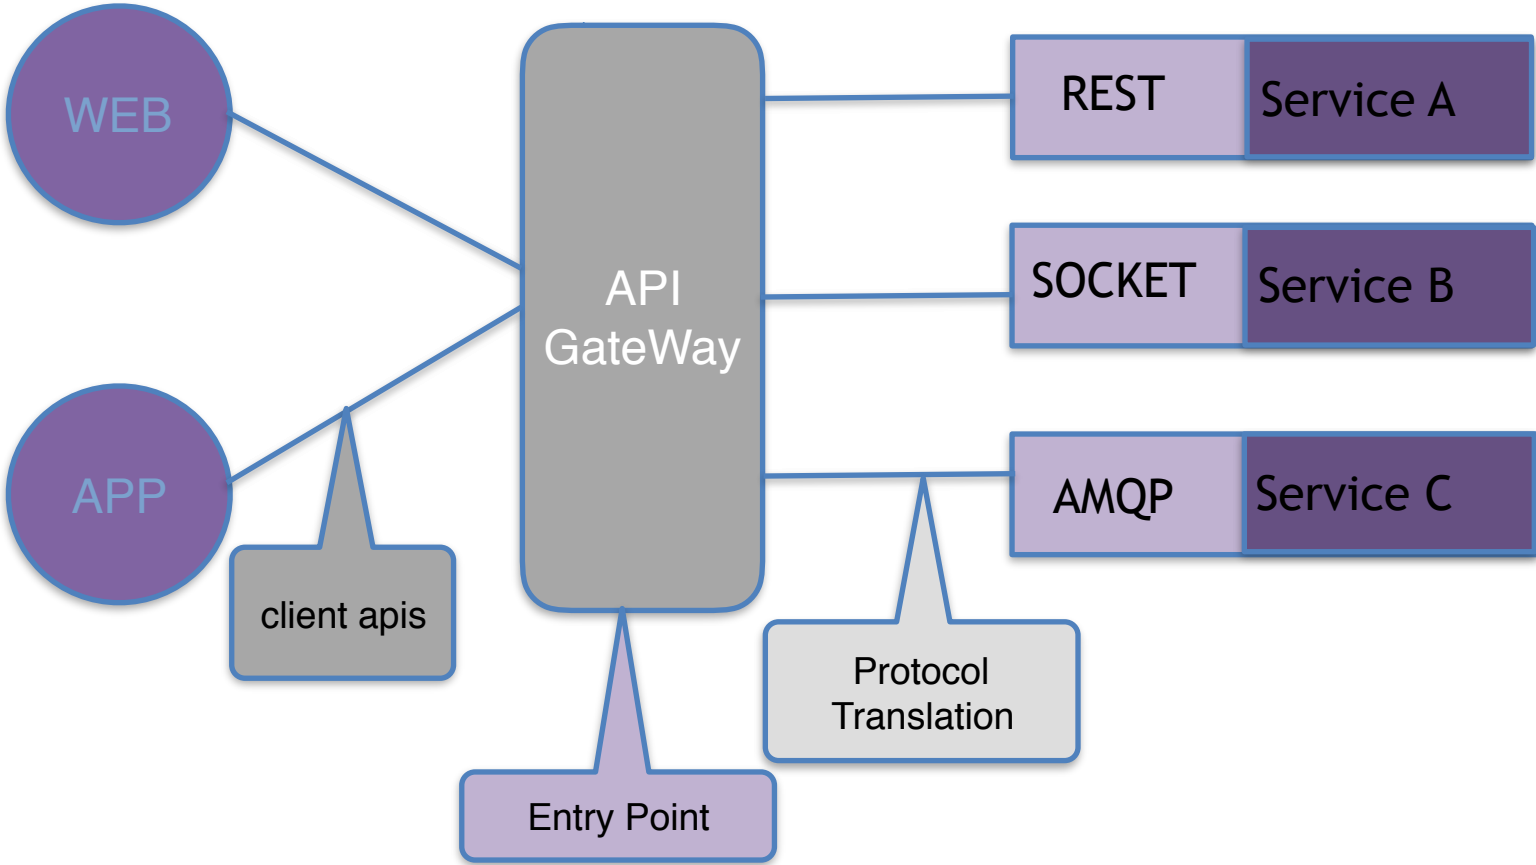 WEB
APP
client apis
API
GateWay
Entry Point
Protocol
Translation
REST
Service A
SOCKET
Service B
AMQP
Service C